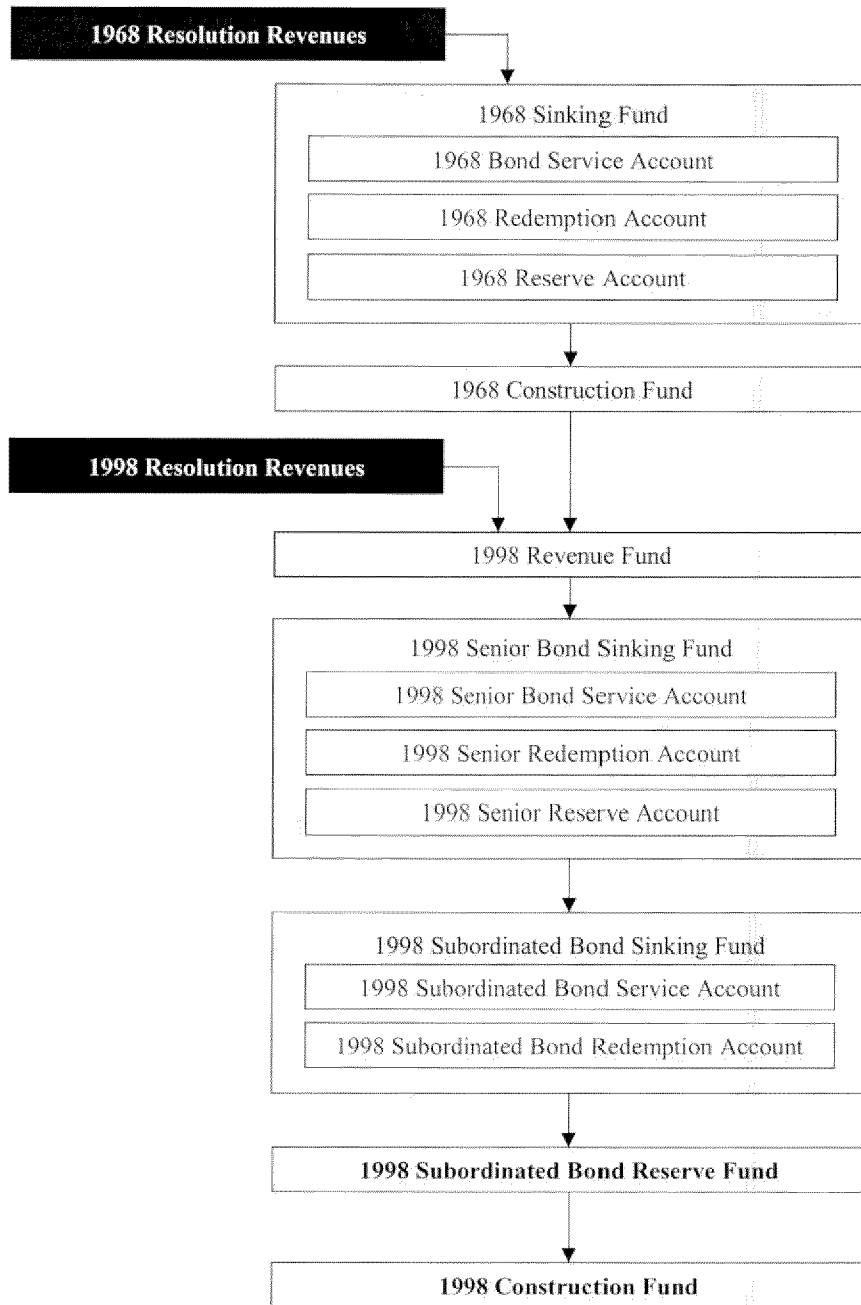 1968 Resolution Revenues
1968 Sinking Fund
1968 Bond Service Account
1968 Redemption Account
1968 Reserve Account
1968 Construction Fund
1998 Resolution Revenues
1998 Revenue Fund
1998 Senior Bond Sinking Fund
1998 Senior Bond Service Account
1998 Senior Redemption Account
1998 Senior Reserve Account
1998 Subordinated Bond Sinking Fund
1998 Subordinated Bond Service Account
1998 Subordinated Bond Redemption Account
1998 Subordinated Bond Reserve Fund
1998 Construction Fund